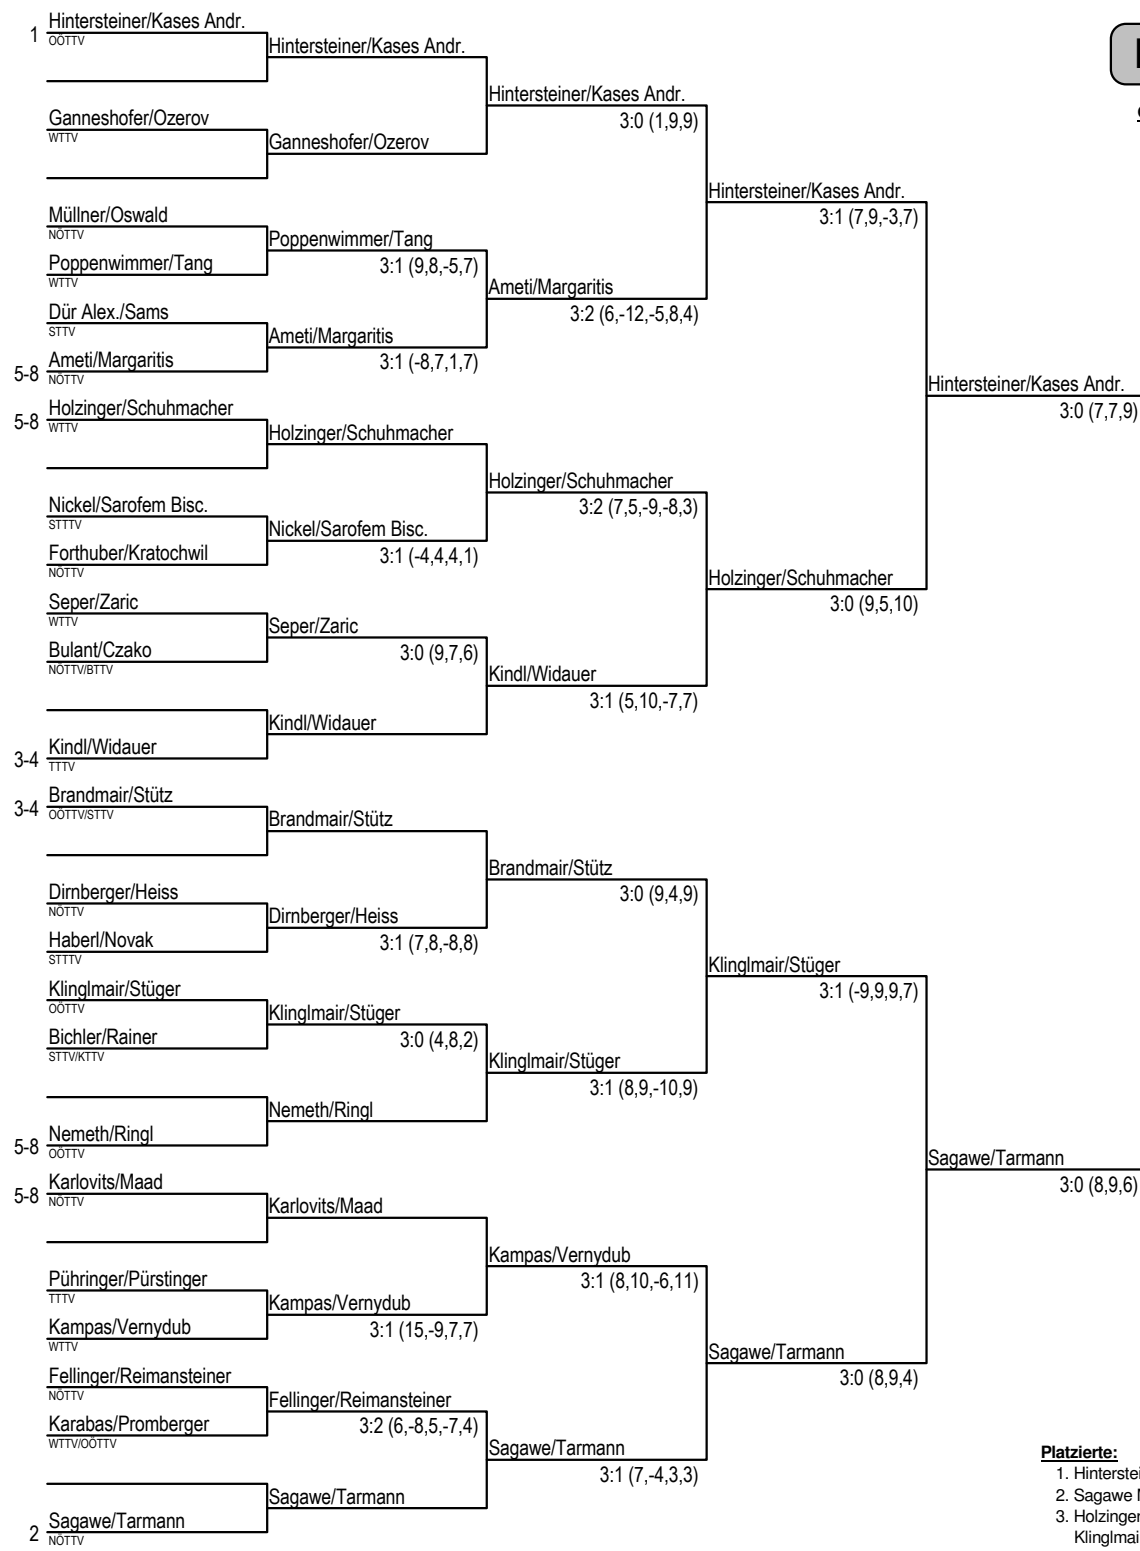 Hintersteiner/Kases Andr.
1
OÖTTV
Hintersteiner/Kases Andr.
Hintersteiner/Kases Andr.
3:0 (1,9,9)
Ganneshofer/Ozerov
WTTV
Ganneshofer/Ozerov
Hintersteiner/Kases Andr.
3:1 (7,9,-3,7)
Müllner/Oswald
NÖTTV
Poppenwimmer/Tang
3:1 (9,8,-5,7)
Poppenwimmer/Tang
WTTV
Ameti/Margaritis
3:2 (6,-12,-5,8,4)
Dür Alex./Sams
STTV
Ameti/Margaritis
3:1 (-8,7,1,7)
Ameti/Margaritis
5-8
NÖTTV
Hintersteiner/Kases Andr.
3:0 (7,7,9)
Holzinger/Schuhmacher
5-8
WTTV
Holzinger/Schuhmacher
Holzinger/Schuhmacher
3:2 (7,5,-9,-8,3)
Nickel/Sarofem Bisc.
STTTV
Nickel/Sarofem Bisc.
3:1 (-4,4,4,1)
Forthuber/Kratochwil
NÖTTV
Holzinger/Schuhmacher
3:0 (9,5,10)
Seper/Zaric
WTTV
Seper/Zaric
3:0 (9,7,6)
Bulant/Czako
NÖTTV/BTTV
Kindl/Widauer
3:1 (5,10,-7,7)
Kindl/Widauer
Kindl/Widauer
3-4
TTTV
Brandmair/Stütz
3-4
OÖTTV/STTV
Brandmair/Stütz
Brandmair/Stütz
3:0 (9,4,9)
Dirnberger/Heiss
NÖTTV
Dirnberger/Heiss
3:1 (7,8,-8,8)
Haberl/Novak
STTTV
Klinglmair/Stüger
3:1 (-9,9,9,7)
Klinglmair/Stüger
OÖTTV
Klinglmair/Stüger
3:0 (4,8,2)
Bichler/Rainer
STTV/KTTV
Klinglmair/Stüger
3:1 (8,9,-10,9)
Nemeth/Ringl
Nemeth/Ringl
5-8
OÖTTV
Sagawe/Tarmann
3:0 (8,9,6)
Karlovits/Maad
5-8
NÖTTV
Karlovits/Maad
Kampas/Vernydub
3:1 (8,10,-6,11)
Pühringer/Pürstinger
TTTV
Kampas/Vernydub
3:1 (15,-9,7,7)
Kampas/Vernydub
WTTV
Sagawe/Tarmann
3:0 (8,9,4)
Fellinger/Reimansteiner
NÖTTV
Fellinger/Reimansteiner
3:2 (6,-8,5,-7,4)
Karabas/Promberger
WTTV/OÖTTV
Sagawe/Tarmann
3:1 (7,-4,3,3)
Sagawe/Tarmann
Sagawe/Tarmann
2
NÖTTV
Platzierte:
1. Hinterstei
2. Sagawe
3. Holzinger
Klinglmai